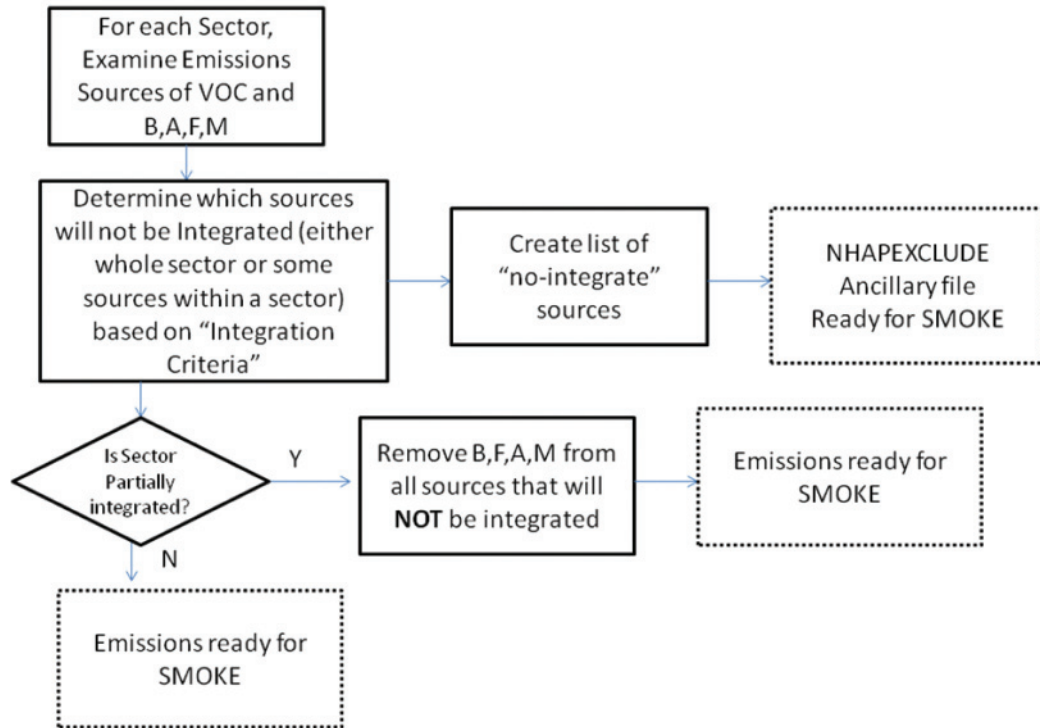 For each Sector,
Examine Emissions
Sources of VOC and
B,A,F,M
Determine which sources
will not be Integrated (either
whole sector or some
sources within a sector)
based on “Integration
Criteria”
Create list of
“no-integrate”
sources
NHAPEXCLUDE
Ancillary file
Ready for SMOKE
Is Sector
Partially
integrated?
Y
Remove B,F,A,M from
all sources that will
NOT be integrated
Emissions ready for
SMOKE
N
Emissions ready for
SMOKE